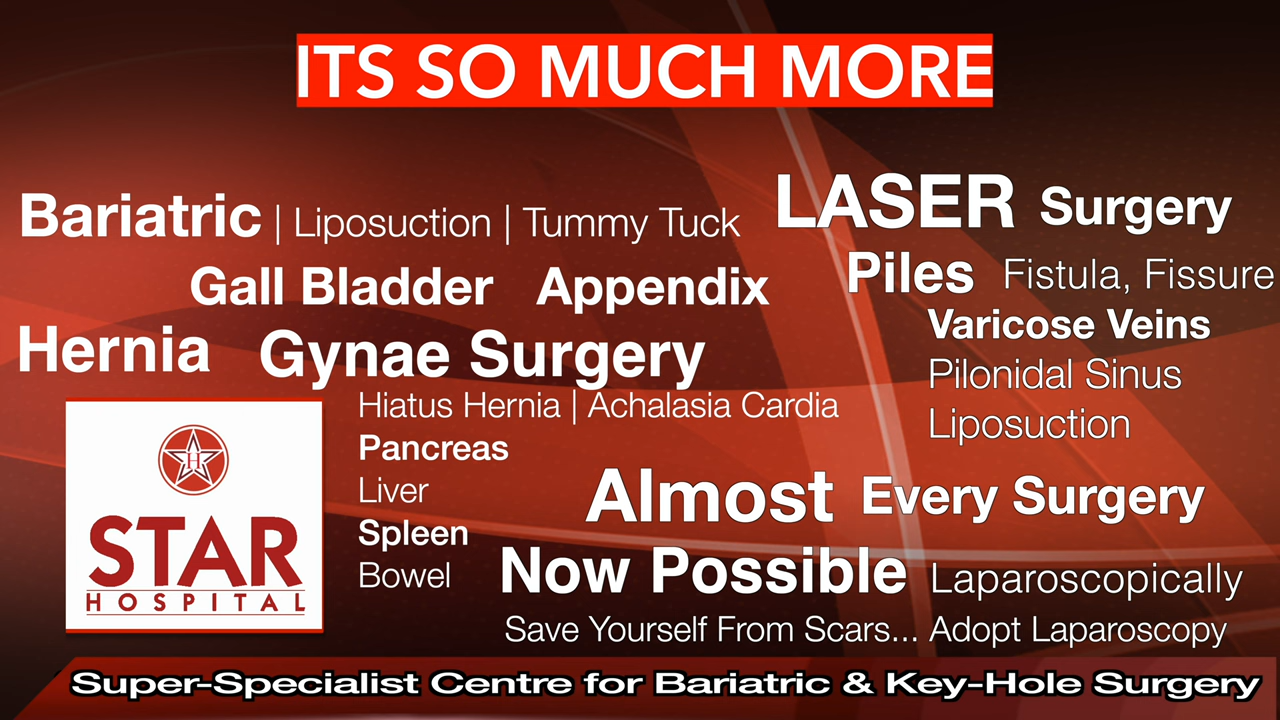 ITS SO MUCH MORE
Bariatric | Liposuction | Tummy Tuck
Gall Bladder Appendix
Hernia Gynae Surgery
Hiatus Hernia | Achalasia Cardia
Pancreas
Liver
Spleen
Bowel
LASER Surgery
Piles Fistula, Fissure
Varicose Veins
Pilonidal Sinus
Liposuction
Almost Every Surgery
Now Possible Laparoscopically
Save Yourself From Scars... Adopt Laparoscopy
H
STAR
HOSPITAL
Super-Specialist Centre for Bariatric & Key-Hole Surgery